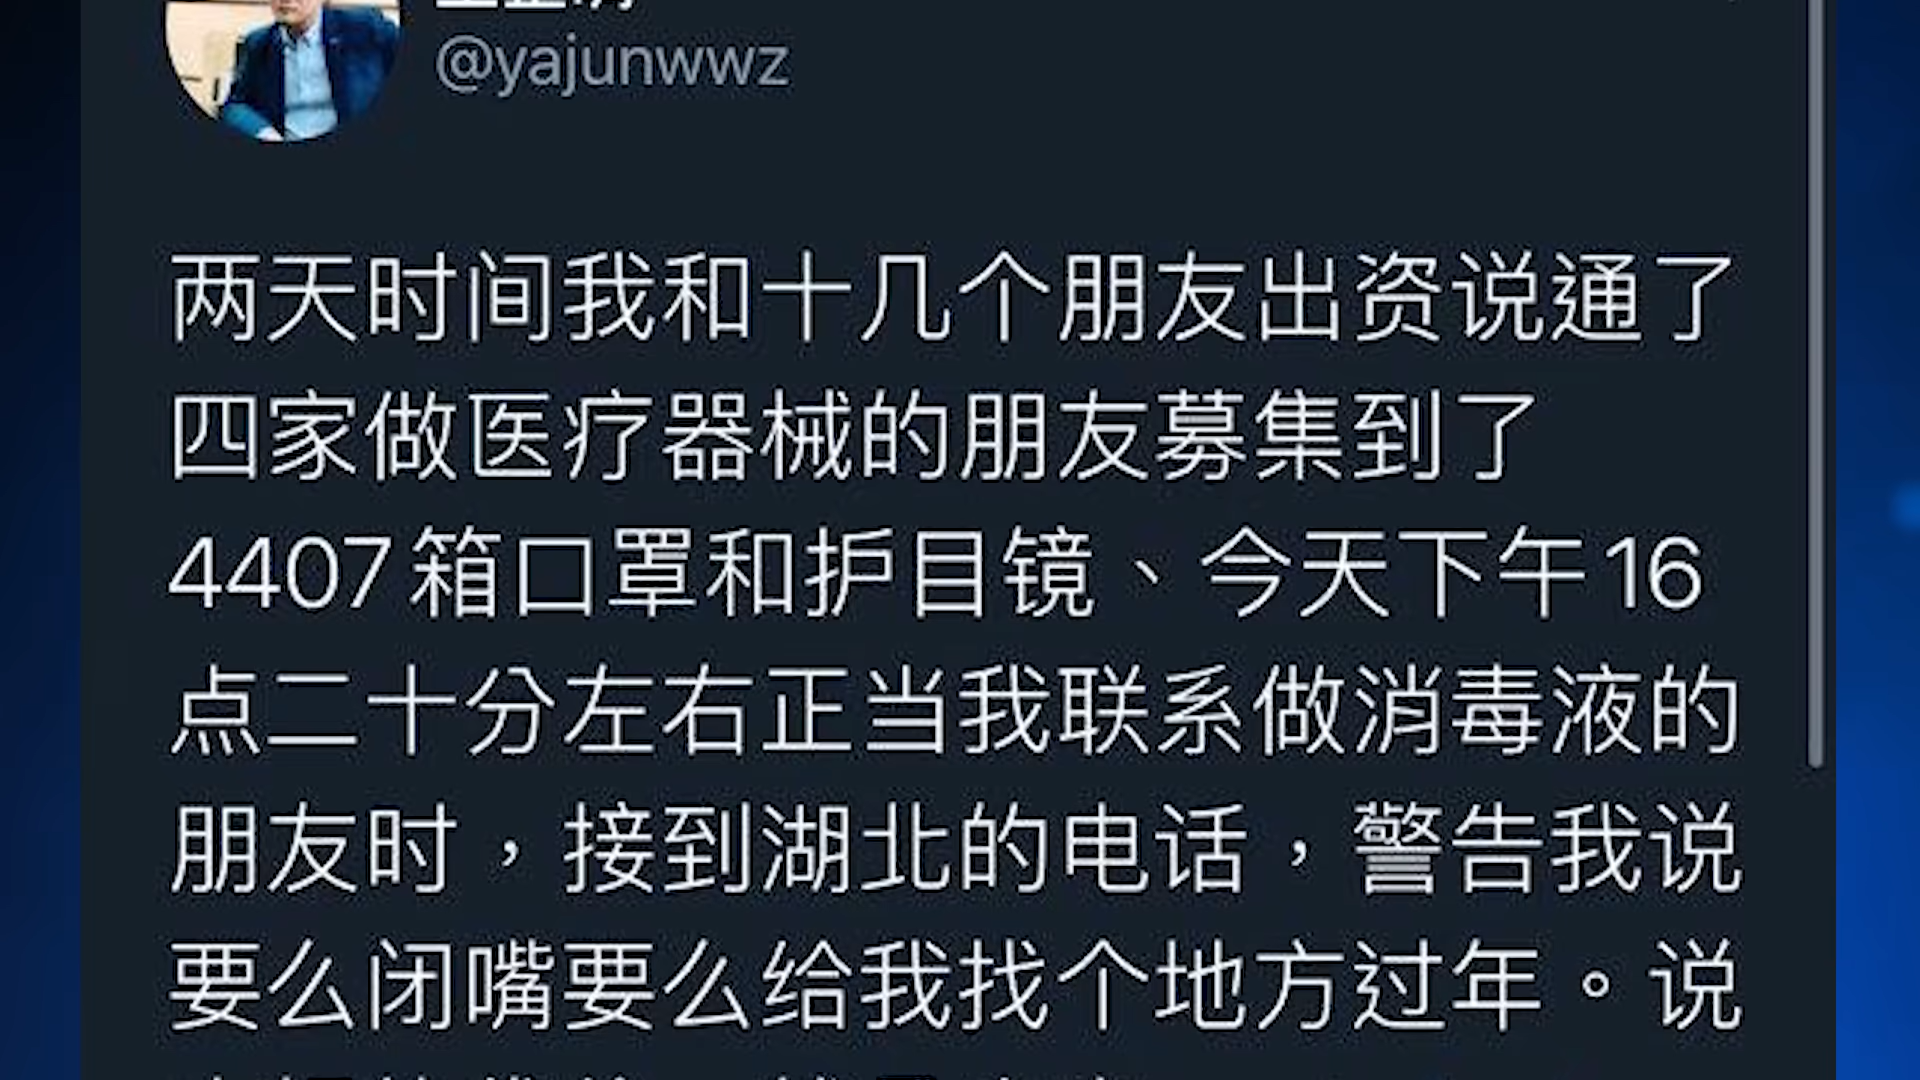 @yajunwwz
两天时间我和十几个朋友出资说通了
四家做医疗器械的朋友募集到了
4407箱口罩和护目镜、今天下午16
点二十分左右正当我联系做消毒液的
朋友时，接到湖北的电话，警告我说
要么闭嘴要么给我找个地方过年。说